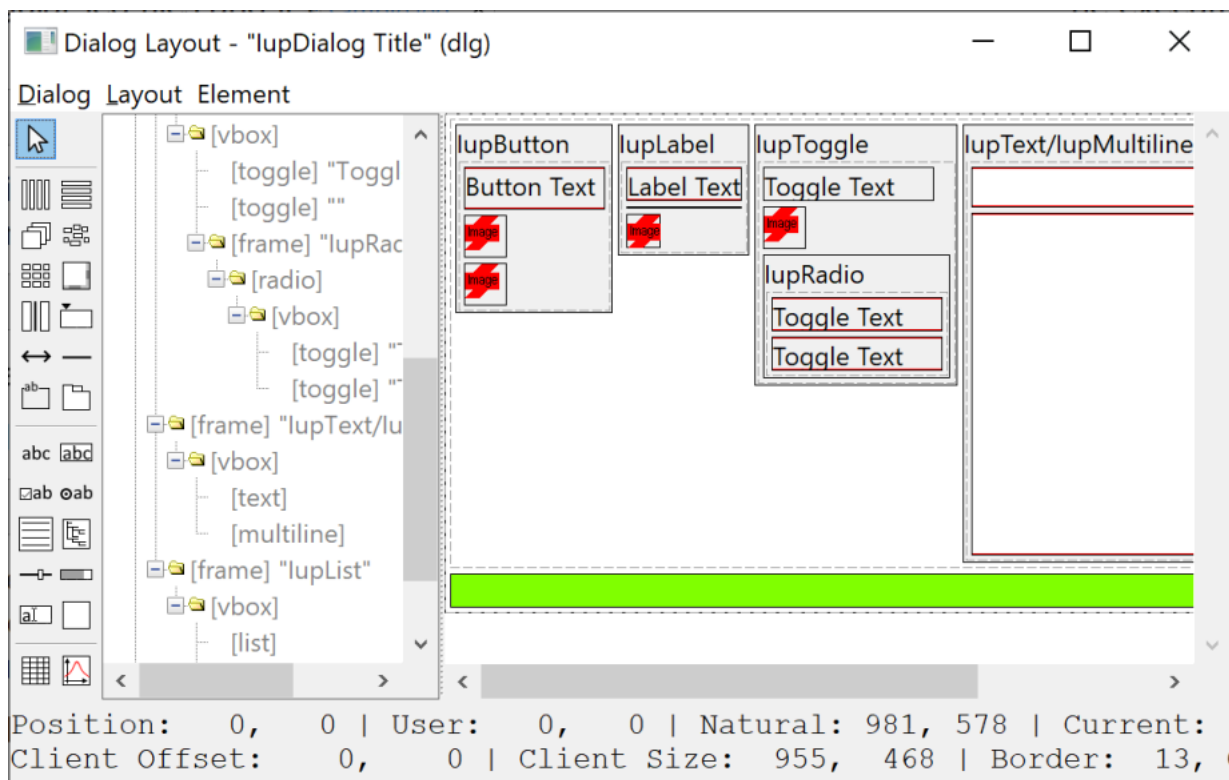 Dialog Layout - "IupDialog Title" (dlg)
Dialog Layout Element
[vbox]
[toggle] "Toggl
[toggle] ""
[frame] "IupRac
[radio]
[vbox]
[toggle] "T
[toggle] "T
[frame] "IupText/Iu
[vbox]
[text]
[multiline]
[frame] "IupList"
[vbox]
[list]
ab
abc abc
ab ab
a
IupButton
Button Text
Image
Image
IupLabel
Label Text
Image
IupToggle
Toggle Text
Image
IupRadio
Toggle Text
Toggle Text
IupText/IupMultiline
Position: 0, 0 | User: 0, 0 | Natural: 981, 578 | Current:
Client Offset: 0, 0 | Client Size: 955, 468 | Border: 13,